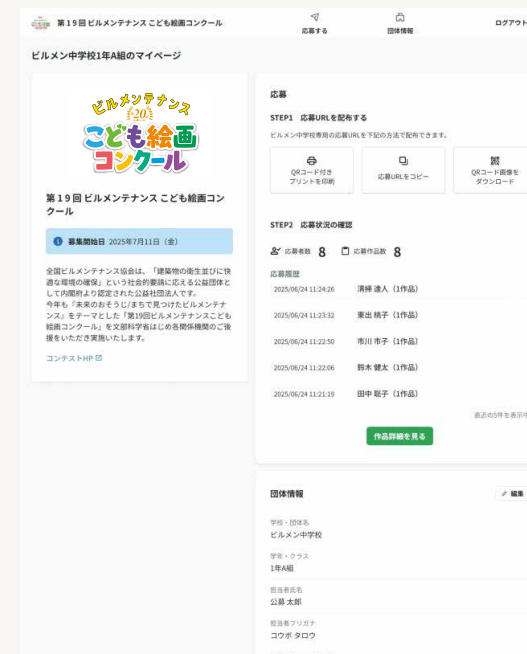 第19回 ビルメンテナンス こども絵画コンクール
応募する
団体情報
ログアウト
ビルメン中学校1年A組のマイページ
ビルメンテナンス
20
こども絵画
コンクール
第19回 ビルメンテナンス こども絵画コン
クール
募集開始日 2025年7月11日（金）
全国ビルメンテナンス協会は、「建築物の衛生並びに快
適な環境の確保」という社会的要請に応える公益団体と
して内閣府より認定された公益社団法人です。
今年も『未来のおそうじ/まちで見つけたビルメンテナ
ンス』をテーマとした「第19回ビルメンテナンスこども
絵画コンクール」を文部科学省はじめ各関係機関のご後
援をいただき実施いたします。
コンテストHP
応募
STEP1 応募URLを配布する
ビルメン中学校専用の応募URLを下記の方法で配布できます。
QRコード付き
プリントを印刷
応募URLをコピー
QRコード画像を
ダウンロード
STEP2 応募状況の確認
応募者数 8 応募作品数 8
応募履歴
2025/06/24 11:24:26 清掃 達人（1作品）
2025/06/24 11:23:32 東出 桃子（1作品）
2025/06/24 11:22:50 市川 市子（1作品）
2025/06/24 11:22:06 鈴木 健太（1作品）
2025/06/24 11:21:19 田中 聡子（1作品）
直近の5件を表示中
作品詳細を見る
団体情報
編集
学校・団体名
ビルメン中学校
学年・クラス
1年A組
担当者氏名
公募 太郎
担当者フリガナ
コウボ タロウ